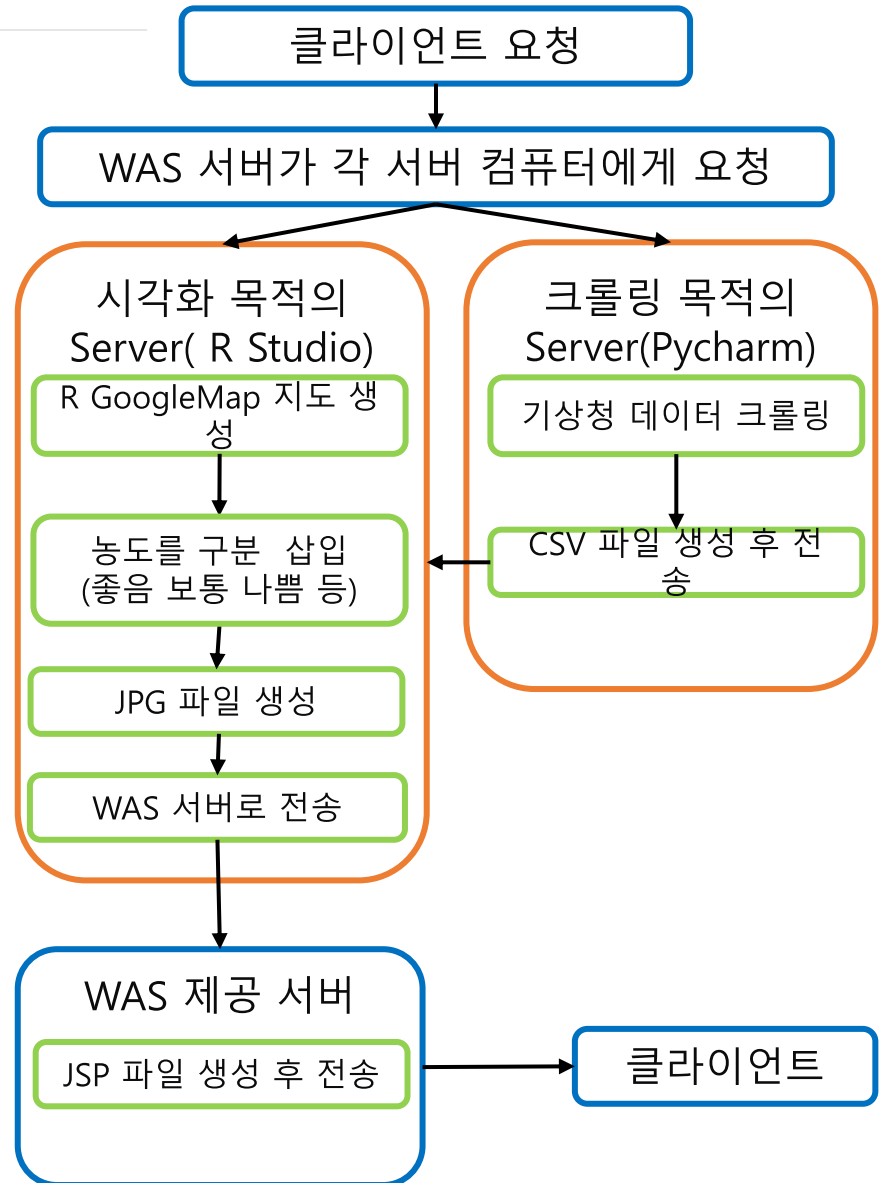 클라이언트 요청
WAS 서버가 각 서버 컴퓨터에게 요청
시각화 목적의
Server( R Studio)
R GoogleMap 지도 생
성
농도를 구분 삽입
(좋음 보통 나쁨 등)
JPG 파일 생성
WAS 서버로 전송
크롤링 목적의
Server(Pycharm)
기상청 데이터 크롤링
CSV 파일 생성 후 전
송
WAS 제공 서버
JSP 파일 생성 후 전송
클라이언트